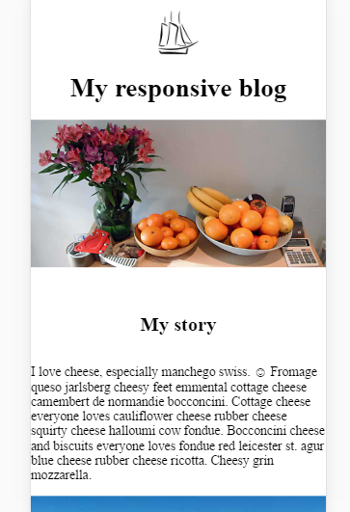 My responsive blog
My story
I love cheese, especially manchego swiss. ☺ Fromage
queso jarlsberg cheesy feet emmental cottage cheese
camembert de normandie bocconcini. Cottage cheese
everyone loves cauliflower cheese rubber cheese
squirty cheese halloumi cow fondue. Bocconcini cheese
and biscuits everyone loves fondue red leicester st. agur
blue cheese rubber cheese ricotta. Cheesy grin
mozzarella.